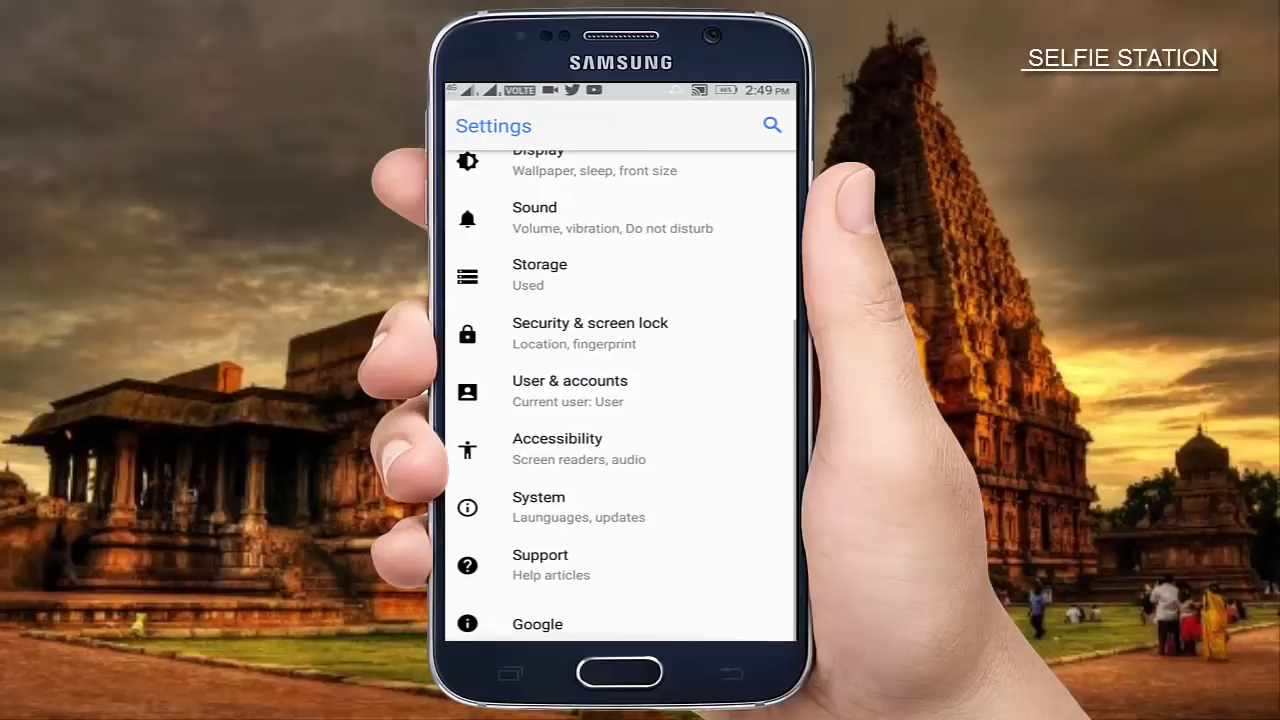 SELFIE STATION
SAMSUNG
4G VOLTE 46% 2:49 PM
Settings
Display
Wallpaper, sleep, front size
Sound
Volume, vibration, Do not disturb
Storage
Used
Security & screen lock
Location, fingerprint
User & accounts
Current user: User
Accessibility
Screen readers, audio
System
Launguages, updates
Support
Help articles
Google